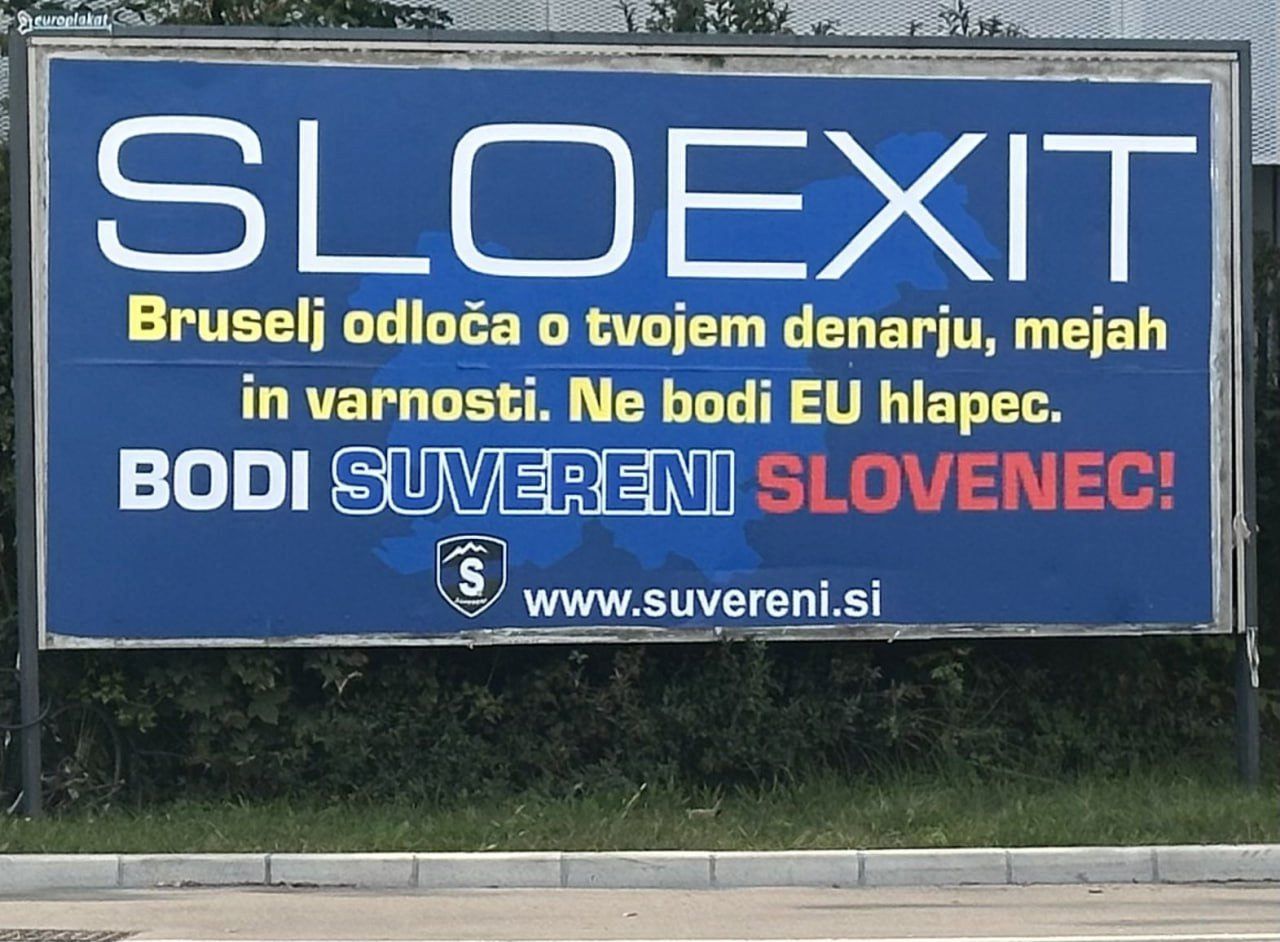 europlakat
SLOEXIT
Bruselj odloča o tvojem denarju, mejah
in varnosti. Ne bodi EU hlapec.
BODI SUVERENI SLOVENEC!
S
www.suvereni.si